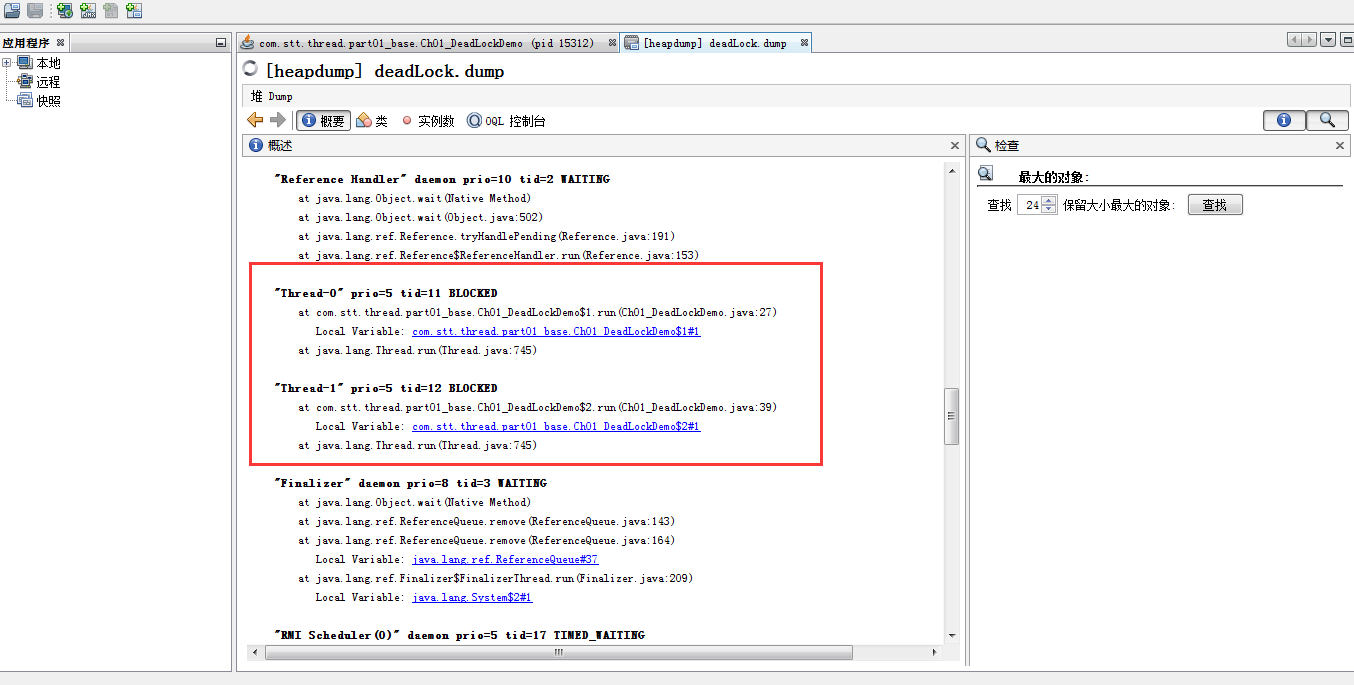 应用程序
com.stt.thread.part01_base.Ch01_DeadLockDemo (pid 15312)
[heapdump] deadLock.dump
本地
远程
快照
[heapdump] deadLock.dump
堆 Dump
概要
类
实例数
OQL 控制台
概述
"Reference Handler" daemon prio=10 tid=2 WAITING
at java.lang.Object.wait(Native Method)
at java.lang.Object.wait(Object.java:502)
at java.lang.ref.Reference.tryHandlePending(Reference.java:191)
at java.lang.ref.Reference$ReferenceHandler.run(Reference.java:153)
"Thread-0" prio=5 tid=11 BLOCKED
at com.stt.thread.part01_base.Ch01_DeadLockDemo$1.run(Ch01_DeadLockDemo.java:27)
Local Variable: com.stt.thread.part01_base.Ch01_DeadLockDemo$1#1
at java.lang.Thread.run(Thread.java:745)
"Thread-1" prio=5 tid=12 BLOCKED
at com.stt.thread.part01_base.Ch01_DeadLockDemo$2.run(Ch01_DeadLockDemo.java:39)
Local Variable: com.stt.thread.part01_base.Ch01_DeadLockDemo$2#1
at java.lang.Thread.run(Thread.java:745)
"Finalizer" daemon prio=8 tid=3 WAITING
at java.lang.Object.wait(Native Method)
at java.lang.ref.ReferenceQueue.remove(ReferenceQueue.java:143)
at java.lang.ref.ReferenceQueue.remove(ReferenceQueue.java:164)
Local Variable: java.lang.ref.ReferenceQueue#37
at java.lang.ref.Finalizer$FinalizerThread.run(Finalizer.java:209)
Local Variable: java.lang.System$2#1
"RMI Scheduler(0)" daemon prio=5 tid=17 TIMED_WAITING
检查
最大的对象:
查找 24 保留大小最大的对象: 查找